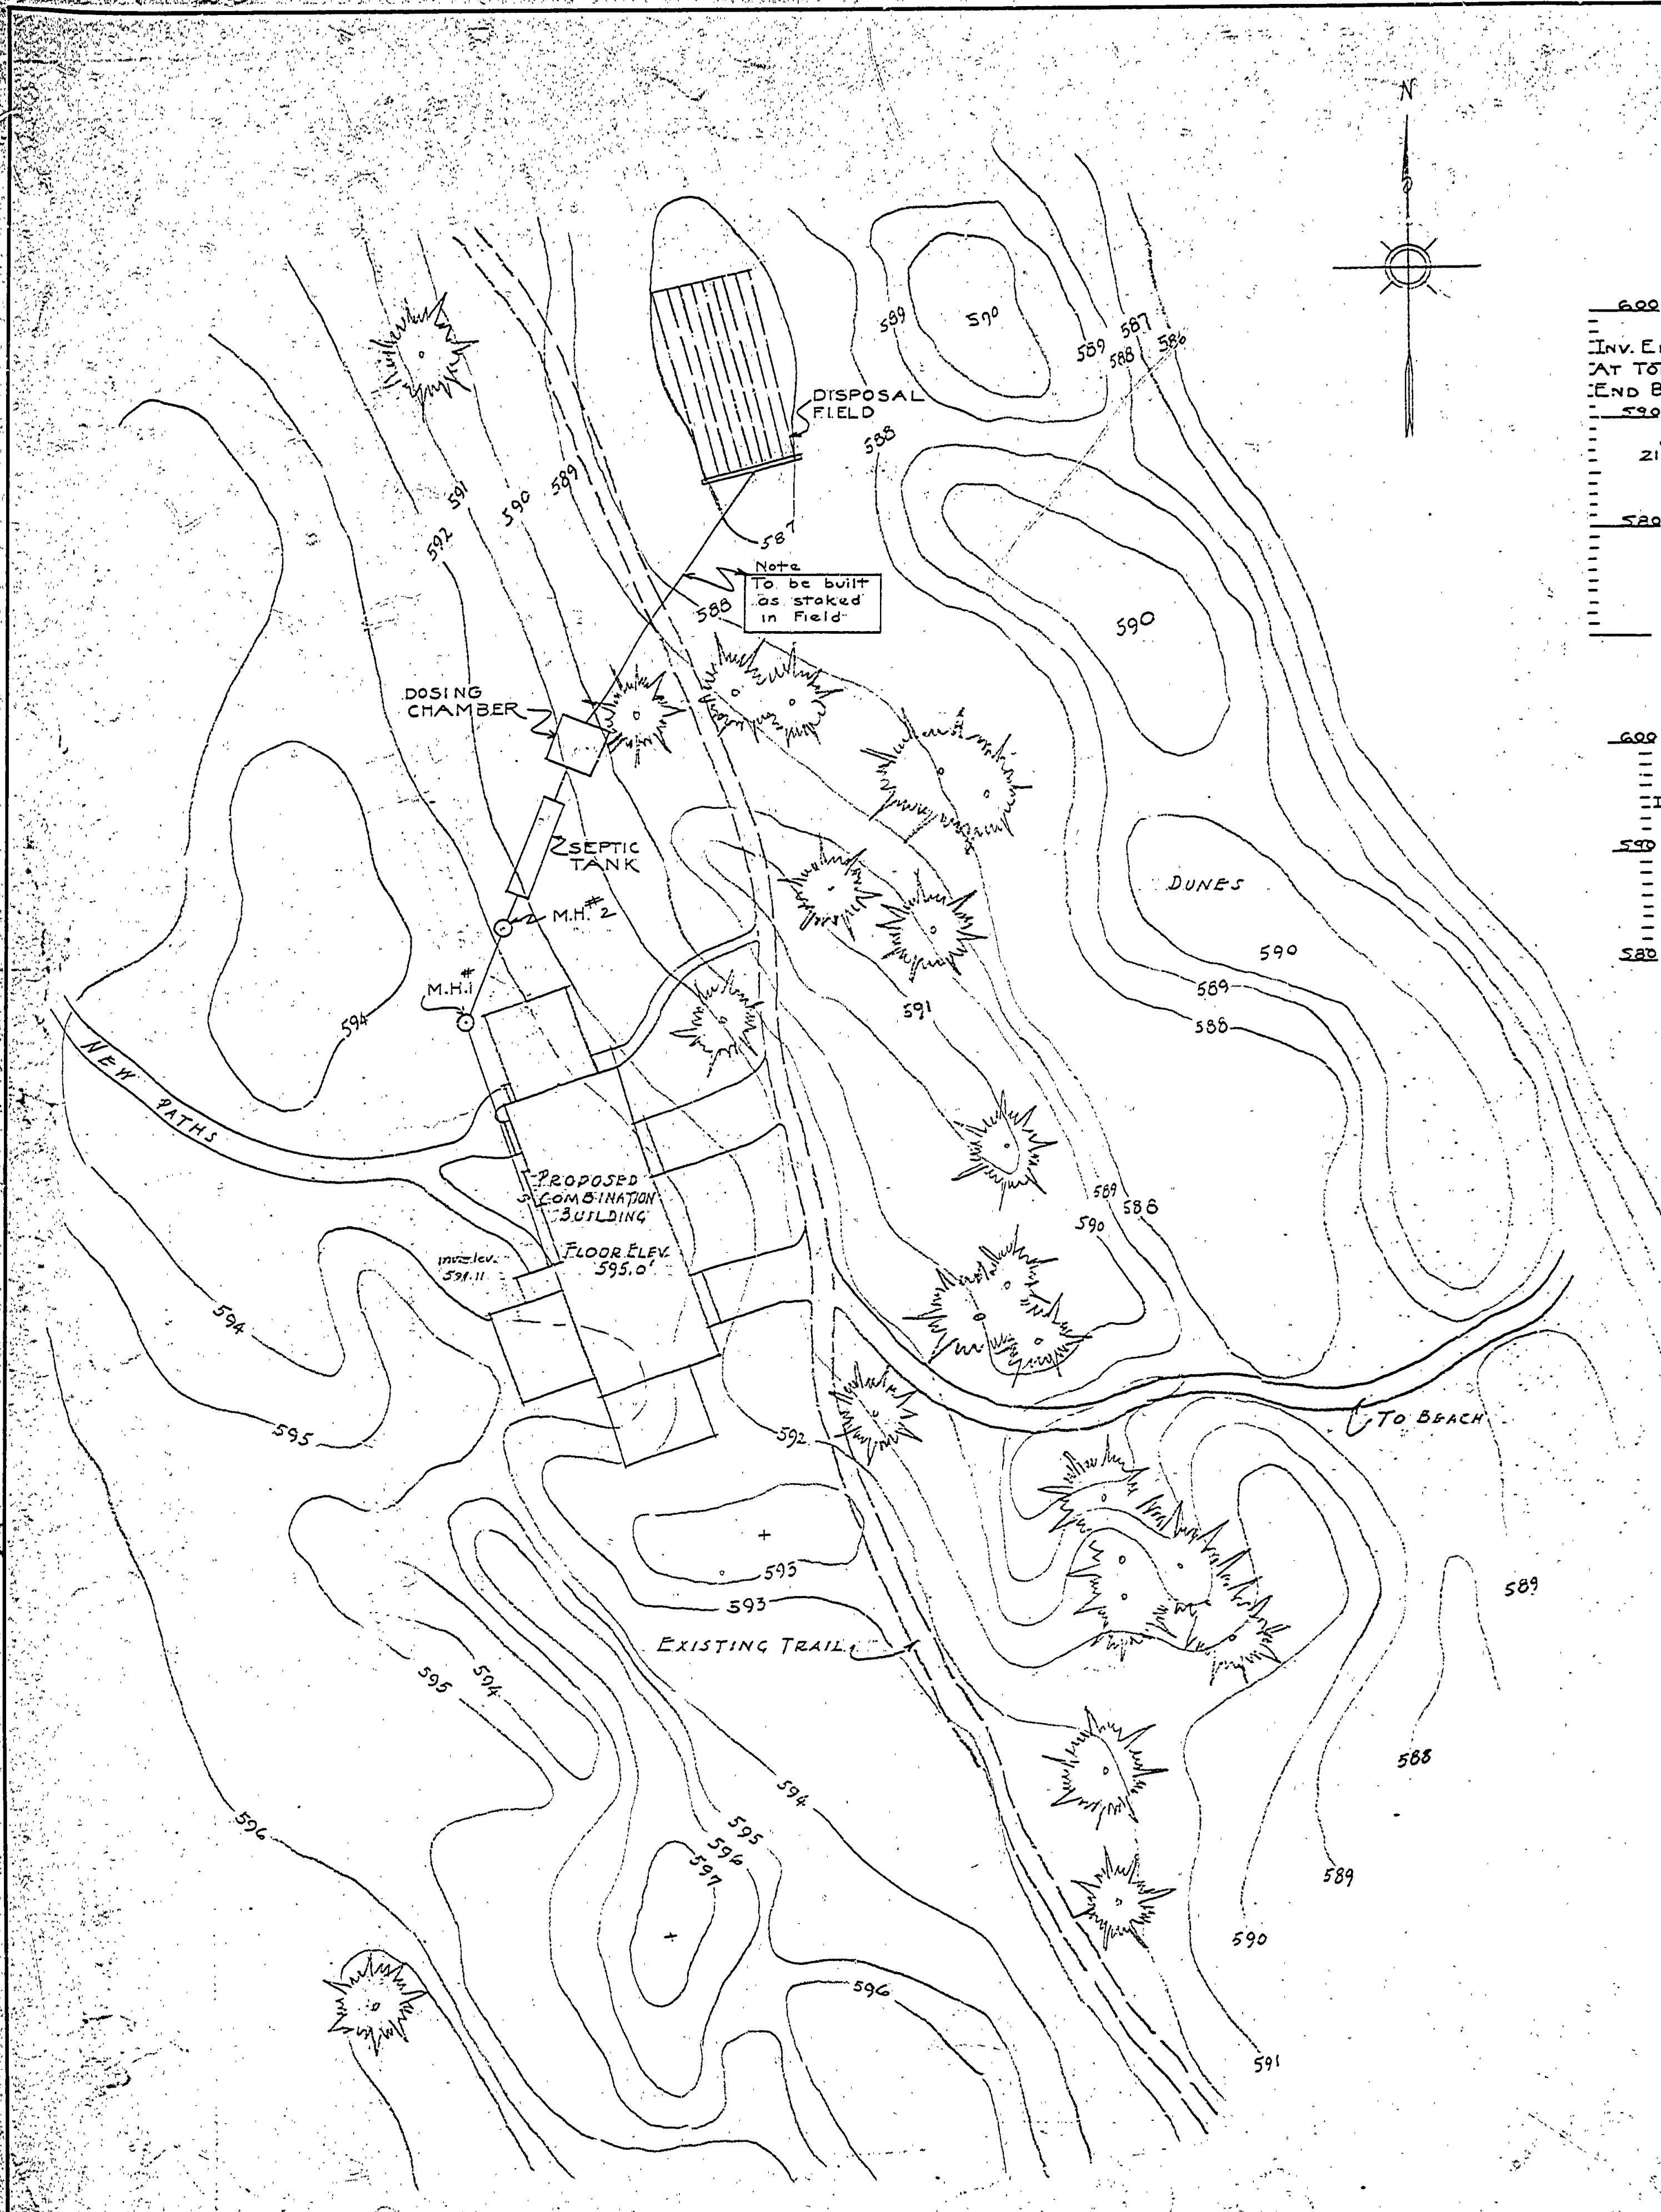 N
600
INV. E
AT TO
END B
590
21
580
589
590
589
588
587
586
DISPOSAL
FIELD
588
591
590
589
592
587
Note
To be built
as staked
in Field
588
590
DOSING
CHAMBER
600
590
580
SEPTIC
TANK
DUNES
M.H.#2
590
M.H.#1
589
594
591
588
NEW PATHS
PROPOSED
COMBINATION
BUILDING
589
588
590
FLOOR ELEV.
595.0'
594
595
592
TO BEACH
595
593
589
EXISTING TRAIL
595
594
588
594
596
595
596
597
589
590
596
591